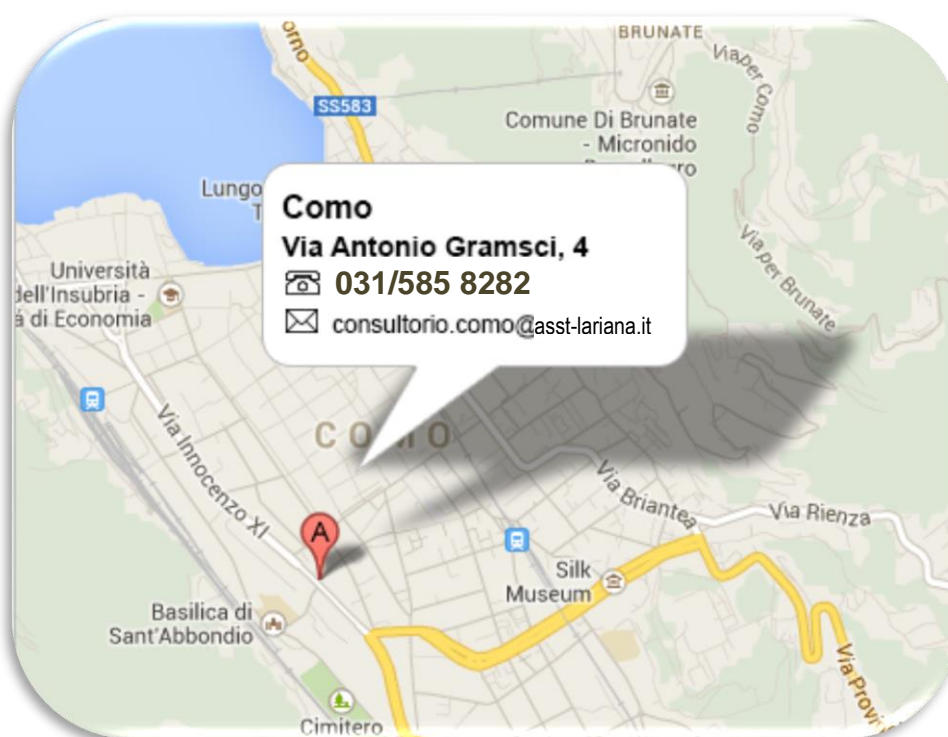 orno
BRUNATE
Via per Como
SS583
Comune Di Brunate
- Micronido
Lungo
Como
Via Antonio Gramsci, 4
031/585 8282
consultorio.como@asst-lariana.it
Via per Brunate
Università
dell'Insubria -
à di Economia
Via Innocenzo XI
COMO
A
Via Briantea
Via Rienza
Silk
Museum
Basilica di
Sant'Abbondio
Via Provi
Cimitero